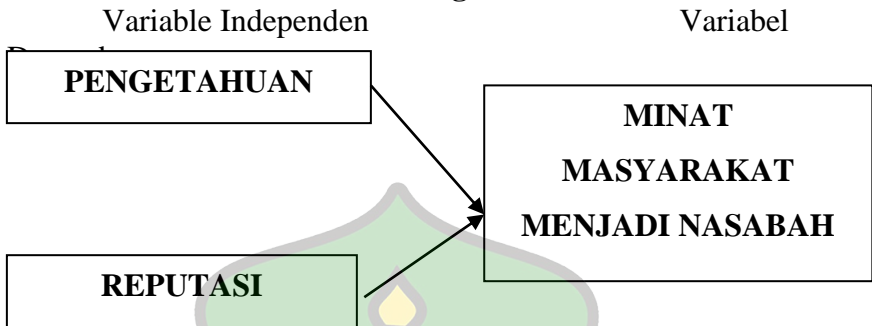 Variable Independen Variabel
PENGETAHUAN
MINAT
MASYARAKAT
MENJADI NASABAH
REPUTASI